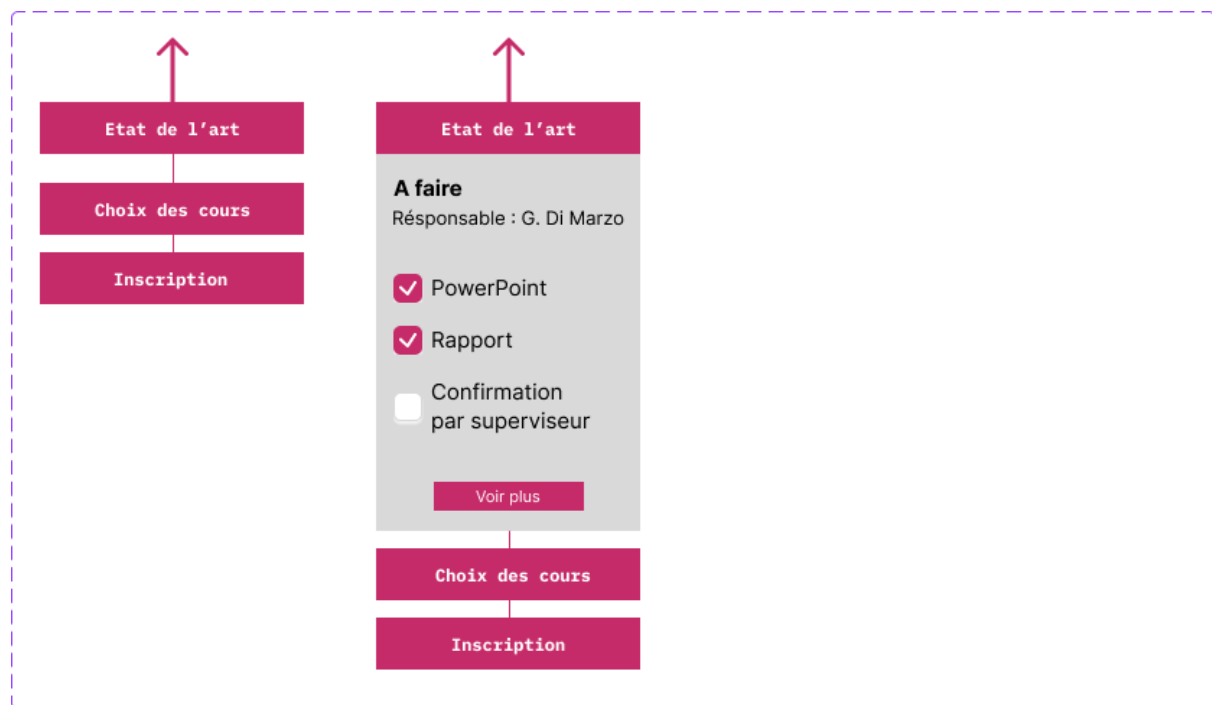 Etat de l’art
Choix des cours
Inscription
Etat de l’art
A faire
Résponsable : G. Di Marzo
PowerPoint
Rapport
Confirmation
par superviseur
Voir plus
Choix des cours
Inscription